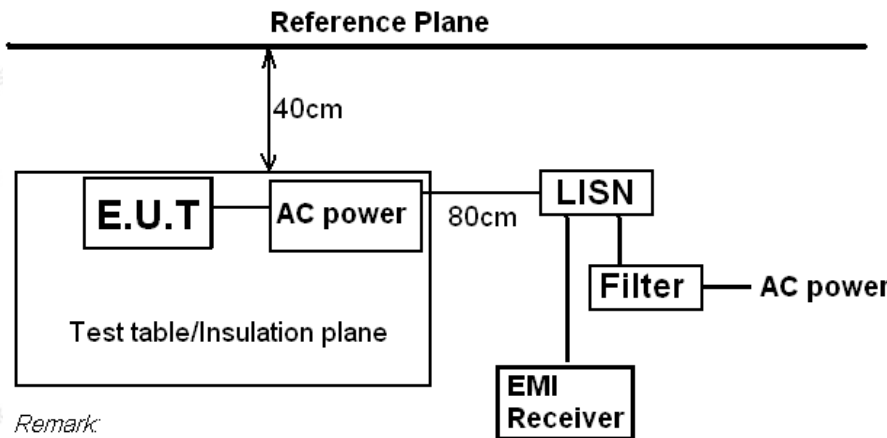 Reference Plane
40cm
E.U.T
AC power
80cm
LISN
Filter
AC power
Test table/Insulation plane
EMI
Receiver
Remark: